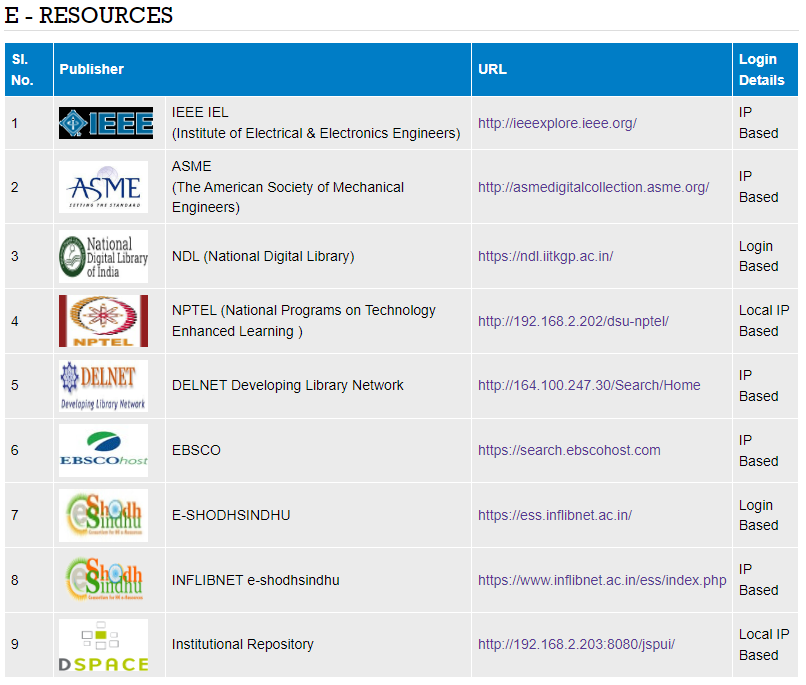 E - RESOURCES
Sl. No. Publisher URL Login Details
1 IEEE IEEE IEL
(Institute of Electrical & Electronics Engineers) http://ieeexplore.ieee.org/ IP Based
2 ASME SETTING THE STANDARD ASME
(The American Society of Mechanical
Engineers) http://asmedigitalcollection.asme.org/ IP Based
3 National Digital Library of India NDL (National Digital Library) https://ndl.iitkgp.ac.in/ Login Based
4 NPTEL NPTEL (National Programs on Technology
Enhanced Learning ) http://192.168.2.202/dsu-nptel/ Local IP Based
5 DELNET Developing Library Network DELNET Developing Library Network http://164.100.247.30/Search/Home IP Based
6 EBSCOhost EBSCO https://search.ebscohost.com IP Based
7 e Shodh Sindhu E-SHODHSINDHU https://ess.inflibnet.ac.in/ Login Based
8 e Shodh Sindhu INFLIBNET e-shodhsindhu https://www.inflibnet.ac.in/ess/index.php IP Based
9 DSPACE Institutional Repository http://192.168.2.203:8080/jspui/ Local IP Based